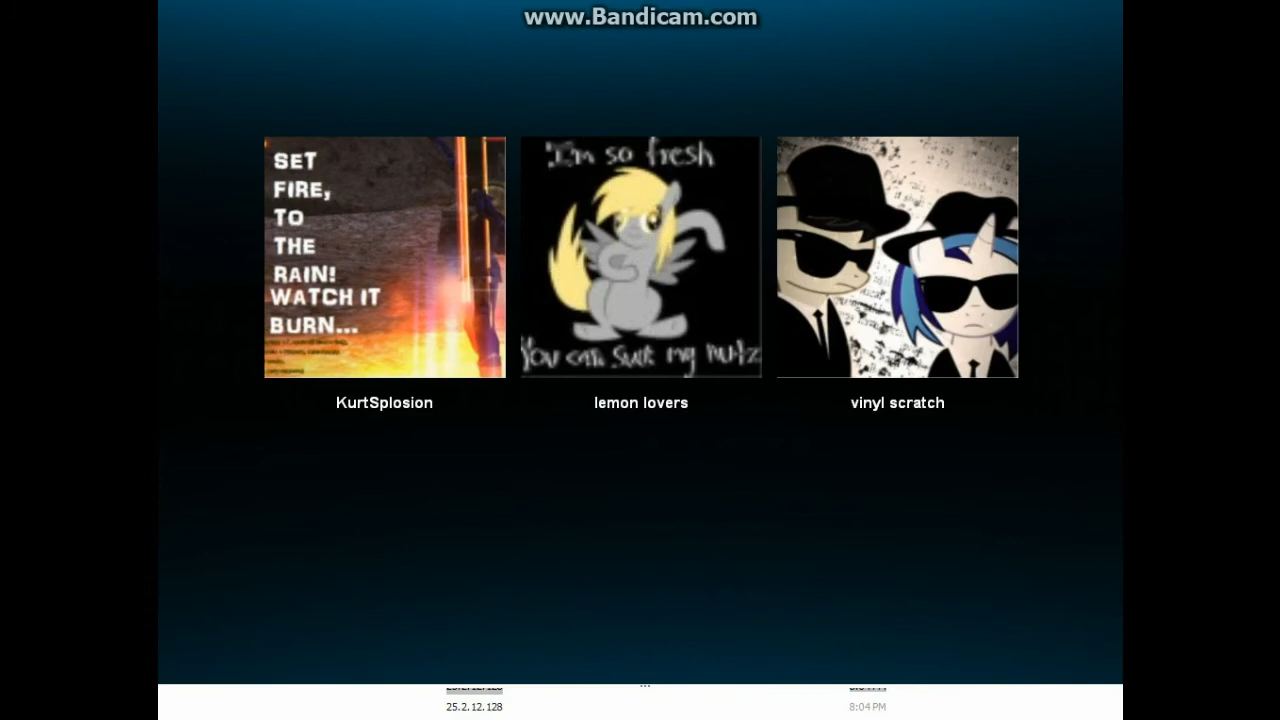 www.Bandicam.com
SET
FIRE,
TO
THE
RAIN!
WATCH IT
BURN...
I'm so fresh
You can suk my nutz
KurtSplosion
lemon lovers
vinyl scratch
25.2.12.128
8:04 PM